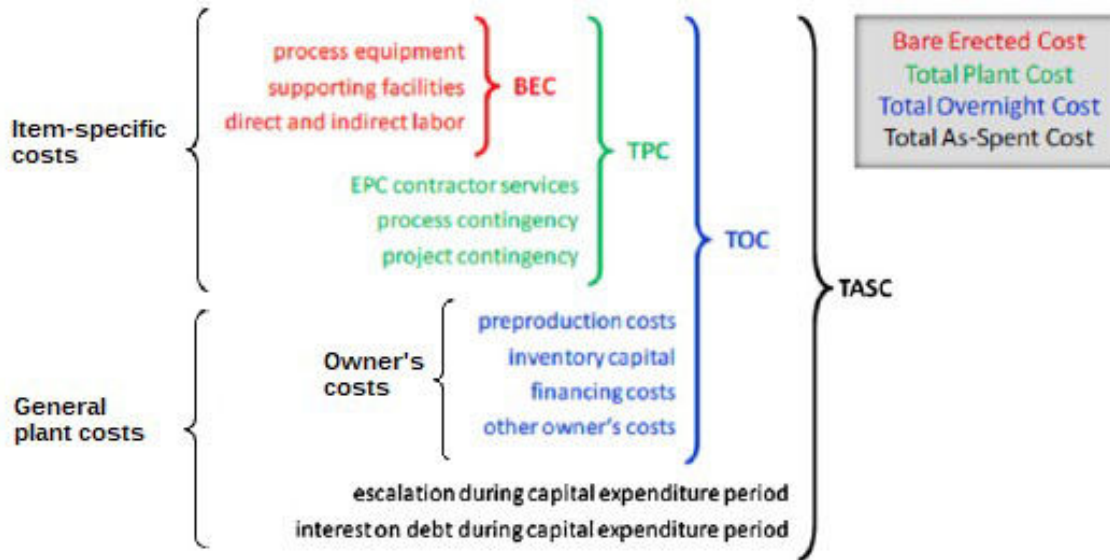 process equipment
supporting facilities
direct and indirect labor
BEC
Item-specific
costs
EPC contractor services
process contingency
project contingency
TPC
TOC
TASC
preproduction costs
inventory capital
financing costs
other owner's costs
Owner's
costs
General
plant costs
escalation during capital expenditure period
interest on debt during capital expenditure period
Bare Erected Cost
Total Plant Cost
Total Overnight Cost
Total As-Spent Cost